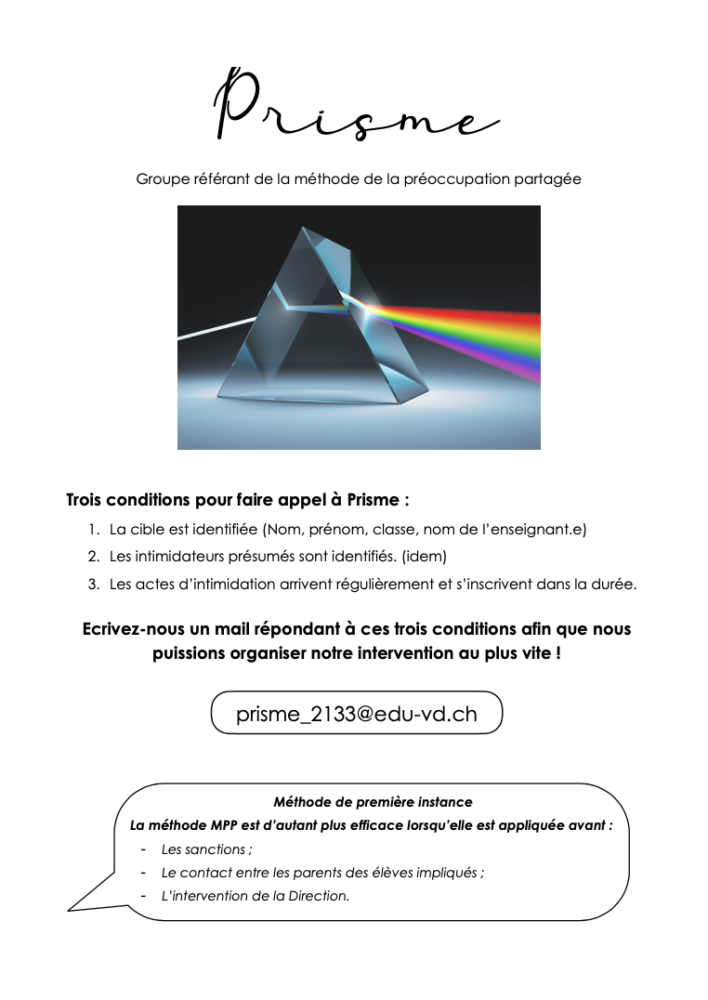 Prisme
Groupe référant de la méthode de la préoccupation partagée
Trois conditions pour faire appel à Prisme :
1. La cible est identifiée (Nom, prénom, classe, nom de l’enseignant.e)
2. Les intimidateurs présumés sont identifiés. (idem)
3. Les actes d’intimidation arrivent régulièrement et s’inscrivent dans la durée.
Ecrivez-nous un mail répondant à ces trois conditions afin que nous
puissions organiser notre intervention au plus vite !
prisme_2133@edu-vd.ch
Méthode de première instance
La méthode MPP est d’autant plus efficace lorsqu’elle est appliquée avant :
- Les sanctions ;
- Le contact entre les parents des élèves impliqués ;
- L’intervention de la Direction.